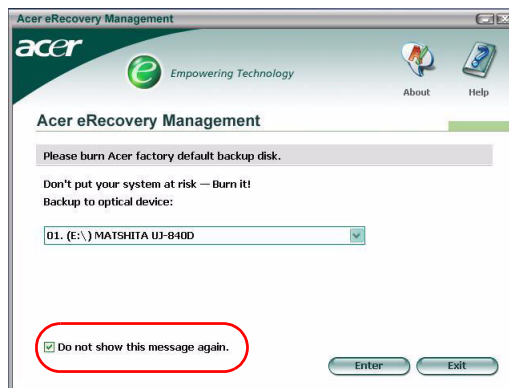 Acer eRecovery Management
acer
e
Empowering Technology
About
Help
Acer eRecovery Management
Please burn Acer factory default backup disk.
Don't put your system at risk — Burn it!
Backup to optical device:
01. (E:\) MATSHITA UJ-840D
Do not show this message again.
Enter
Exit